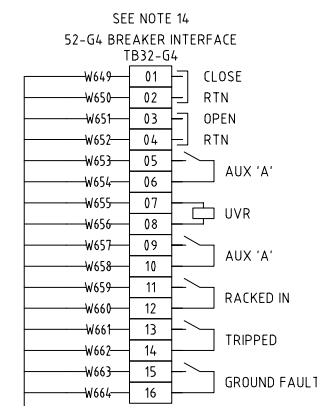 SEE NOTE 14
52-G4 BREAKER INTERFACE
TB32-G4
W649 01 CLOSE
W650 02 RTN
W651 03 OPEN
W652 04 RTN
W653 05
AUX 'A'
W654 06
W655 07
UVR
W656 08
W657 09
AUX 'A'
W658 10
W659 11
RACKED IN
W660 12
W661 13
TRIPPED
W662 14
W663 15
GROUND FAULT
W664 16